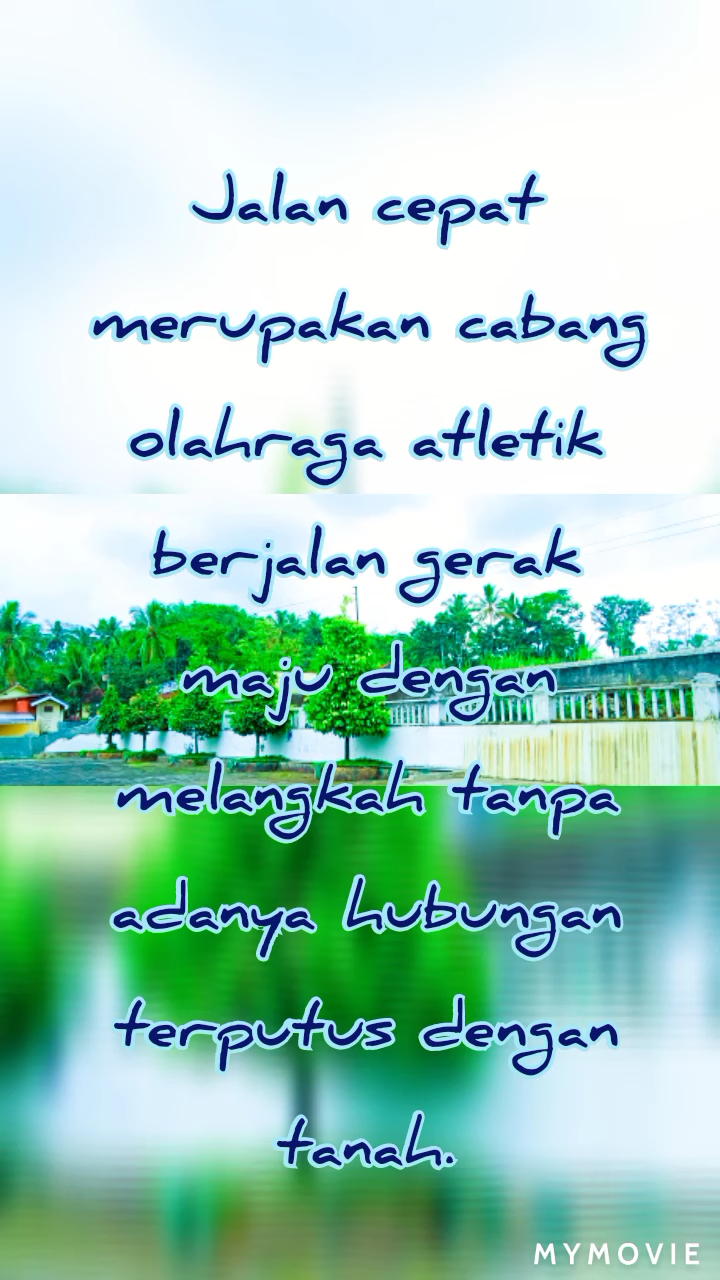 Jalan cepat
merupakan cabang
olahraga atletik
berjalan gerak
maju dengan
melangkah tanpa
adanya hubungan
terputus dengan
tanah.
MYMOVIE